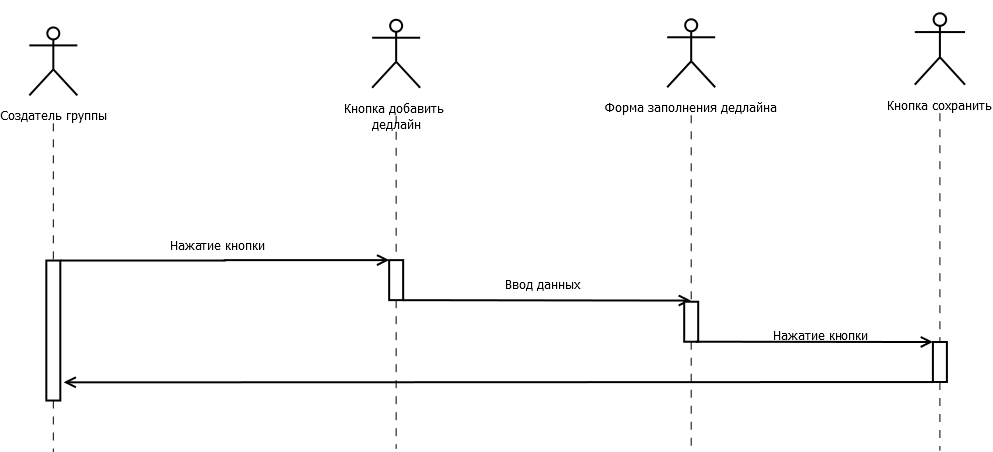 Создатель группы
Кнопка добавить
дедлайн
Форма заполнения дедлайна
Кнопка сохранить
Нажатие кнопки
Ввод данных
Нажатие кнопки